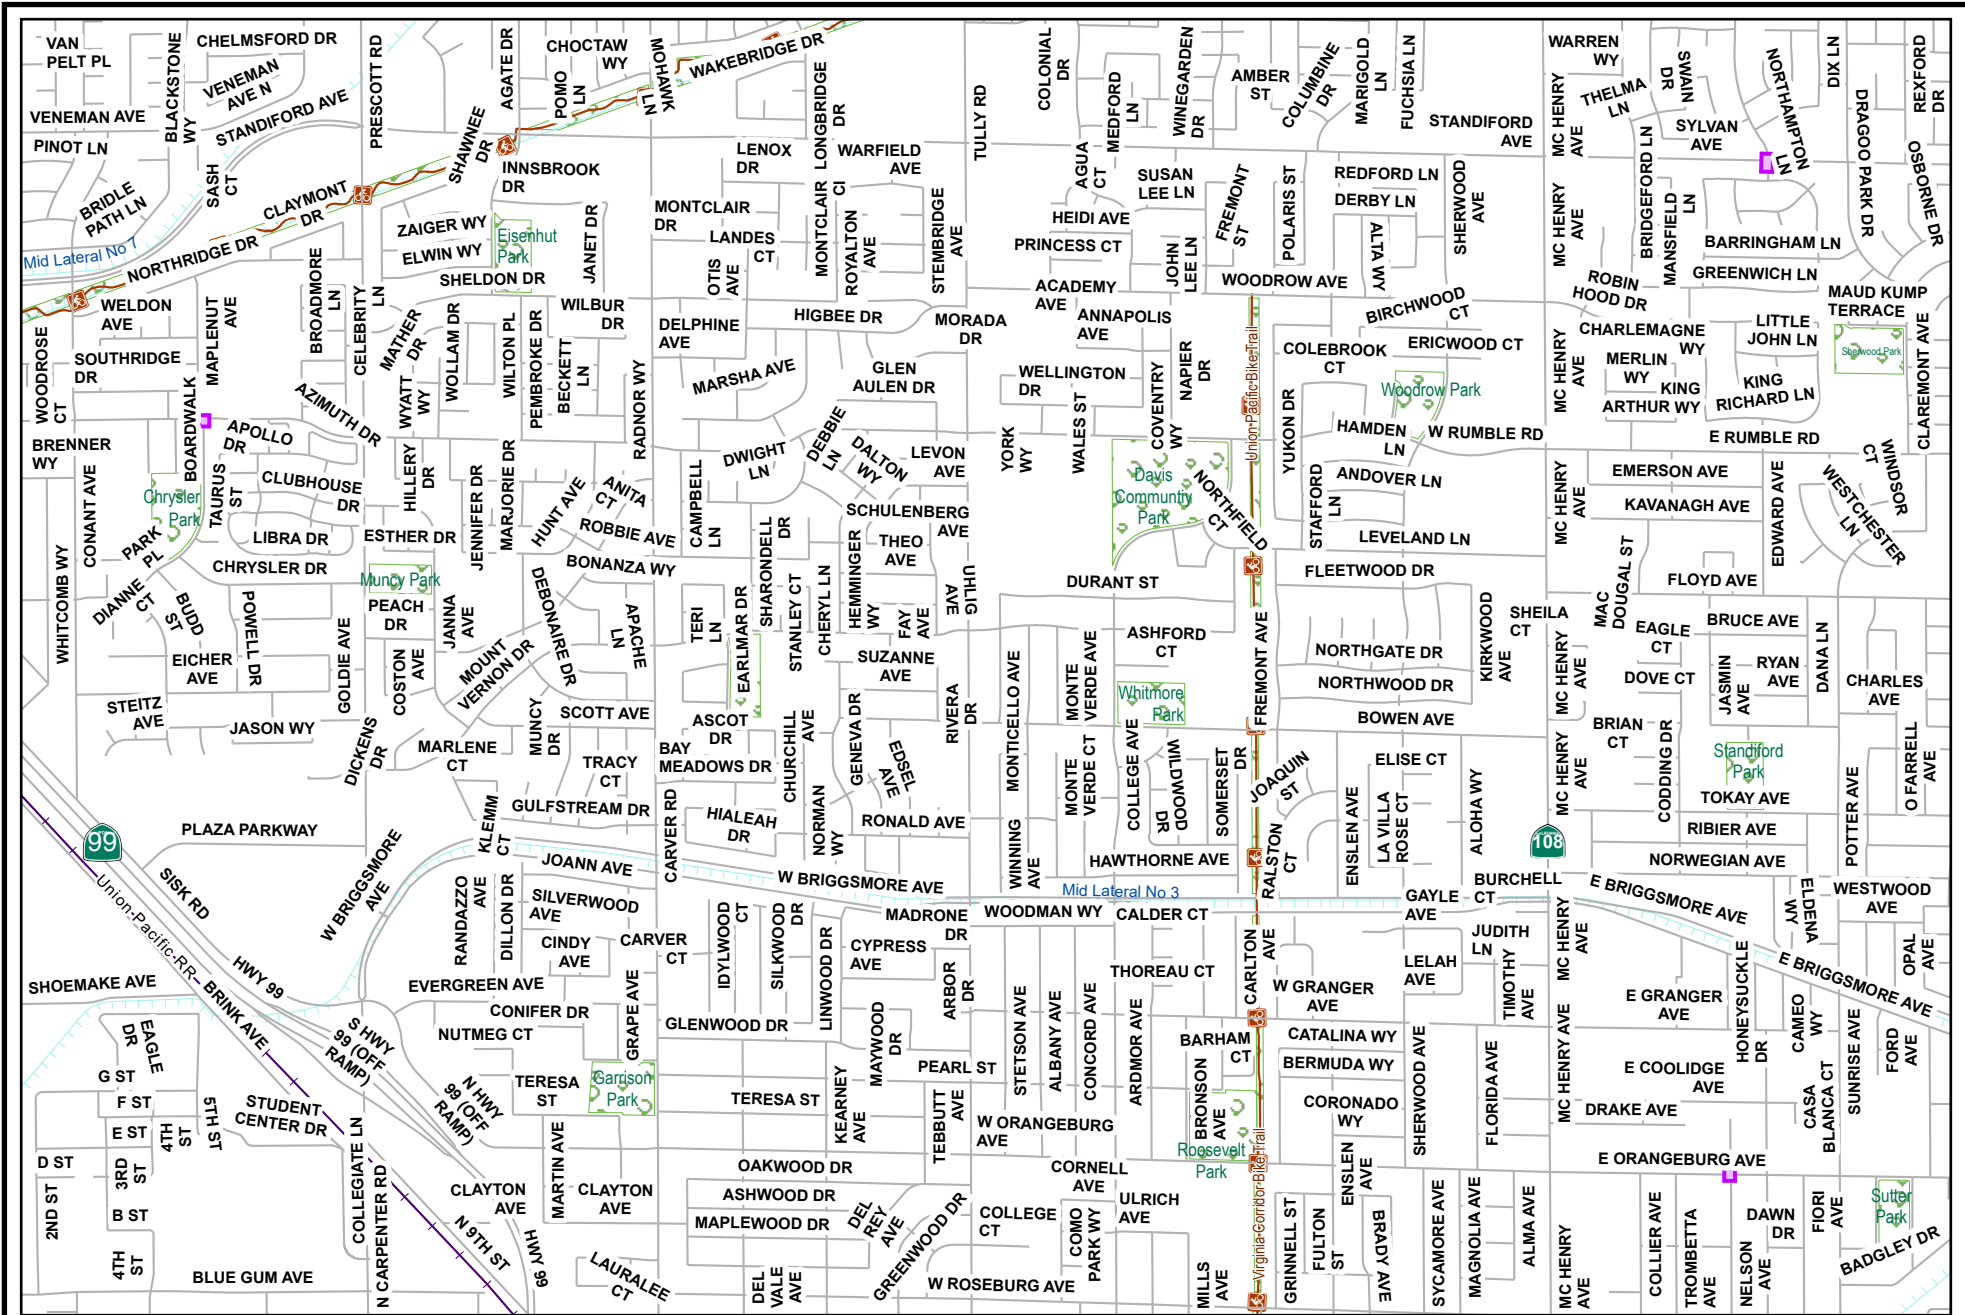 VAN
PELT PL
BLACKSTONE
WY
CHELMSFORD DR
VENEMAN
AVE N
VENEMAN AVE
STANDIFORD AVE
PRESCOTT RD
PINOT LN
BRIDLE
PATH LN
SASH
CT
CLAYMONT
DR
SHAWNEE
DR
AGATE DR
CHOCTAW
WY
POMO
LN
MOHAWK
LN
WAKEBRIDGE DR
LONGBRIDGE
DR
INNSBROOK
DR
LENOX
DR
WARFIELD
AVE
TULLY RD
COLONIAL
DR
MEDFORD
LN
WINEGARDEN
DR
AMBER
ST
COLUMBINE
DR
MARIGOLD
LN
FUCHSIA LN
STANDIFORD
AVE
WARREN
WY
MC HENRY
AVE
THELMA
LN
SWAIN
DR
SYLVAN
AVE
NORTHAMPTON
LN
DIX LN
DRAGOO PARK DR
REXFORD
DR
OSBORNE DR
Mid Lateral No 7
NORTHRIDGE DR
ZAIGER WY
ELWIN WY
Eisenhut
Park
SHELDON DR
JANET DR
MONTCLAIR
DR
LANDES
CT
OTIS
AVE
MONTCLAIR
CI
ROYALTON
AVE
STEMBRIDGE
AVE
AGUA
CT
SUSAN
LEE LN
HEIDI AVE
PRINCESS CT
JOHN
LEE LN
FREMONT
ST
POLARIS ST
REDFORD LN
DERBY LN
ALTA WY
SHERWOOD
AVE
MC HENRY
AVE
BRIDGEFORD LN
MANSFIELD
LN
BARRINGHAM LN
GREENWICH LN
ROBIN
HOOD DR
MAUD KUMP
TERRACE
WELDON
AVE
MAPLENUT
AVE
BROADMORE
LN
CELEBRITY
LN
MATHER
DR
WOLLAM DR
WILTON PL
PEMBROKE DR
WILBUR
DR
BECKETT
LN
DELPHINE
AVE
HIGBEE DR
MORADA
DR
ACADEMY
AVE
ANNAPOLIS
AVE
WOODROW AVE
BIRCHWOOD
CT
ERICWOOD CT
COLEBROOK
CT
Woodrow Park
CHARLEMAGNE
WY
MERLIN
WY
KING
ARTHUR WY
LITTLE
JOHN LN
KING
RICHARD LN
Sherwood Park
CLAREMONT AVE
WOODROSE
CT
SOUTHRIDGE
DR
BOARDWALK
AZIMUTH DR
APOLLO
DR
WYATT
WY
RADNOR WY
MARSHA AVE
GLEN
AULEN DR
WELLINGTON
DR
COVENTRY
WY
NAPIER
DR
Union Pacific Bike Trail
YUKON DR
HAMDEN
LN
W RUMBLE RD
MC HENRY
AVE
E RUMBLE RD
BRENNER
WY
CONANT AVE
Chrysler
Park
TAURUS
ST
CLUBHOUSE
DR
LIBRA DR
HILLERY
DR
ESTHER DR
JENNIFER DR
MARJORIE DR
HUNT AVE
ANITA
CT
ROBBIE AVE
BONANZA WY
CAMPBELL
LN
DWIGHT
LN
DEBBIE
LN
DALTON
WY
LEVON
AVE
SCHULENBERG
AVE
YORK
WY
WALES ST
Davis
Communtiy
Park
NORTHFIELD
CT
STAFFORD
LN
ANDOVER LN
LEVELAND LN
FLEETWOOD DR
MC HENRY
AVE
EMERSON AVE
KAVANAGH AVE
EDWARD AVE
WESTCHESTER
LN
WINDSOR
CT
WHITCOMB WY
PARK
PL
CHRYSLER DR
DIANNE
CT
BUDD
ST
POWELL DR
EICHER
AVE
STEITZ
AVE
JASON WY
GOLDIE AVE
Muncy Park
PEACH
DR
COSTON
AVE
JANNA
AVE
MOUNT
VERNON DR
DEBONAIRE DR
APACHE
LN
TERI
LN
EARLMAR DR
SHARONDELL
DR
STANLEY CT
CHERYL LN
HEMMINGER
WY
THEO
AVE
FAY
AVE
UHLIG
AVE
SUZANNE
AVE
DURANT ST
ASHFORD
CT
FREMONT AVE
NORTHGATE DR
NORTHWOOD DR
BOWEN AVE
KIRKWOOD
AVE
SHEILA
CT
MC HENRY
AVE
MAC
DOUGAL ST
FLOYD AVE
BRUCE AVE
EAGLE
CT
DOVE CT
JASMIN
AVE
RYAN
AVE
DANA LN
CHARLES
AVE
DICKENS
DR
MARLENE
CT
MUNCY
DR
SCOTT AVE
TRACY
CT
ASCOT
DR
BAY
MEADOWS DR
CHURCHILL
AVE
GENEVA DR
EDSEL
AVE
RIVERA
DR
MONTICELLO AVE
MONTE
VERDE AVE
MONTE
VERDE CT
Whitmore
Park
COLLEGE AVE
WILDWOOD
DR
SOMERSET
DR
JOAQUIN
ST
ELISE CT
ENSLEN AVE
LA VILLA
ROSE CT
ALOHA WY
MC HENRY
AVE
BRIAN
CT
CODDING DR
Standiford
Park
TOKAY AVE
RIBIER AVE
NORWEGIAN AVE
POTTER AVE
O FARRELL
AVE
99
PLAZA PARKWAY
SISK RD
W BRIGGSMORE
AVE
KLEMM
CT
GULFSTREAM DR
JOANN AVE
CARVER RD
HIALEAH
DR
NORMAN
WY
RONALD AVE
WINNING
AVE
HAWTHORNE AVE
RALSTON
CT
108
Union Pacific RR
RANDAZZO
AVE
DILLON DR
SILVERWOOD
AVE
CINDY
AVE
CARVER
CT
W BRIGGSMORE AVE
MADRONE
DR
WOODMAN WY
Mid Lateral No 3
CALDER CT
GAYLE
AVE
BURCHELL
CT
E BRIGGSMORE AVE
ELDENA
WY
WESTWOOD
AVE
SHOEMAKE AVE
HWY 99
BRINK AVE
EVERGREEN AVE
CONIFER DR
NUTMEG CT
GRAPE AVE
IDYLWOOD
CT
SILKWOOD
DR
LINWOOD DR
CYPRESS
AVE
ARBOR
DR
GLENWOOD DR
MAYWOOD
DR
PEARL ST
THOREAU CT
CARLTON
AVE
W GRANGER
AVE
LELAH
AVE
JUDITH
LN
TIMOTHY
AVE
MC HENRY
AVE
E GRANGER
AVE
HONEYSUCKLE
DR
E BRIGGSMORE AVE
OPAL
AVE
EAGLE
DR
G ST
F ST
E ST
D ST
4TH
ST
5TH ST
3RD
ST
2ND ST
B ST
4TH
ST
BLUE GUM AVE
STUDENT
CENTER DR
S HWY
99 (OFF
RAMP)
N HWY
99 (OFF
RAMP)
COLLEGIATE LN
N CARPENTER RD
TERESA
ST
Garrison
Park
TERESA ST
MARTIN AVE
CLAYTON
AVE
CLAYTON
AVE
N 9TH ST
HWY 99
LAURALEE
CT
KEARNEY
AVE
TEBBUTT
AVE
OAKWOOD DR
ASHWOOD DR
MAPLEWOOD DR
DEL
REY
AVE
DEL
VALE
AVE
GREENWOOD DR
STETSON AVE
ALBANY AVE
CONCORD AVE
ARDMOR AVE
W ORANGEBURG
AVE
CORNELL
AVE
COLLEGE
CT
COMO
PARK WY
ULRICH
AVE
W ROSEBURG AVE
BARHAM
CT
BRONSON
AVE
Roosevelt
Park
Virginia Corridor Bike Trail
MILLS
AVE
CATALINA WY
BERMUDA WY
CORONADO
WY
ENSLEN
AVE
GRINNELL ST
FULTON
ST
BRADY AVE
SHERWOOD AVE
FLORIDA AVE
SYCAMORE AVE
MAGNOLIA AVE
ALMA AVE
MC HENRY AVE
MC HENRY
AVE
E COOLIDGE
AVE
DRAKE AVE
E ORANGEBURG AVE
CAMEO
WY
CASA
BLANCA CT
SUNRISE AVE
FORD
AVE
COLLIER AVE
TROMBETTA
AVE
NELSON
AVE
DAWN
DR
FIORI
AVE
Sutter
Park
BADGLEY DR